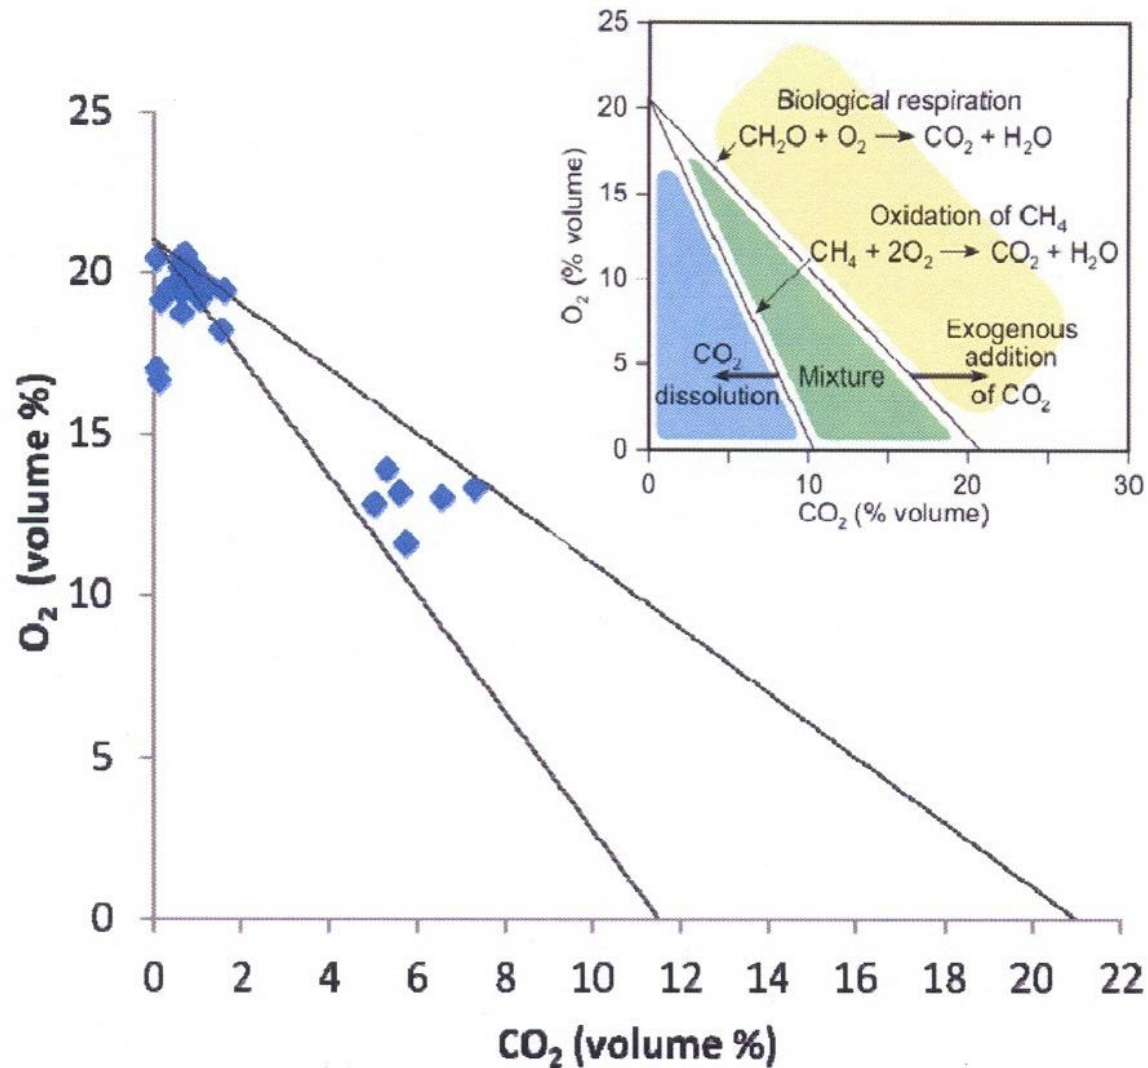 25
20
15
10
5
0
O₂ (volume %)
0 2 4 6 8 10 12 14 16 18 20 22
CO₂ (volume %)
25
20
15
10
5
0
O₂ (% volume)
Biological respiration
CH₂O + O₂ → CO₂ + H₂O
Oxidation of CH₄
CH₄ + 2O₂ → CO₂ + H₂O
CO₂
dissolution
Mixture
Exogenous
addition
of CO₂
0 10 20 30
CO₂ (% volume)